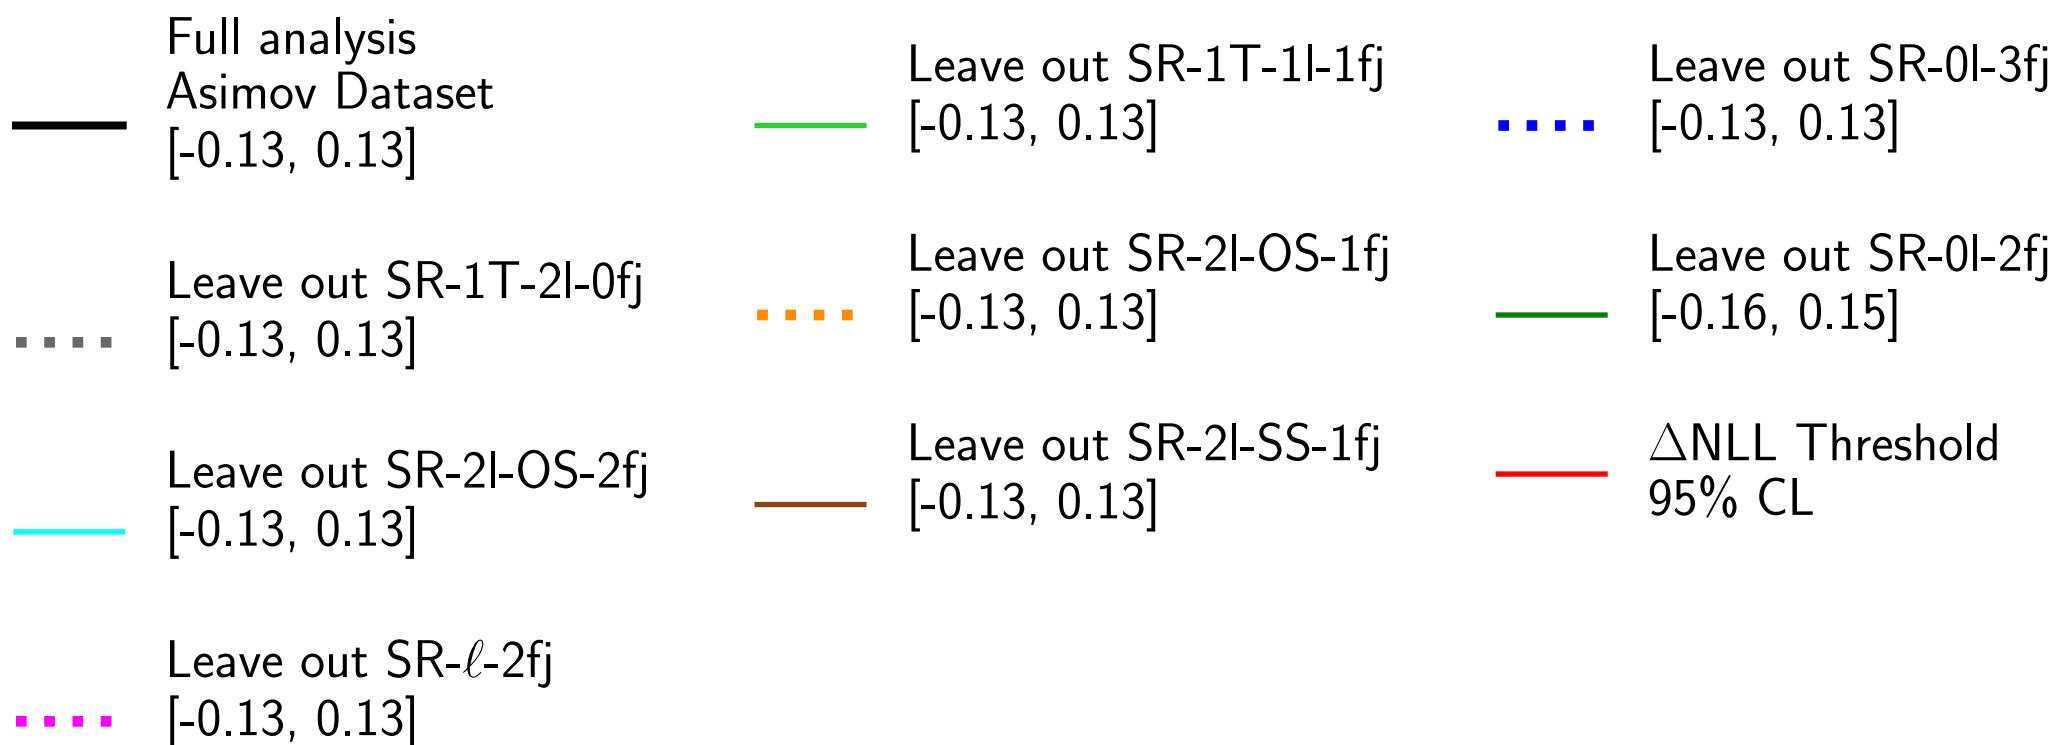 Full analysis
Asimov Dataset
[-0.13, 0.13]
Leave out SR-1T-2l-0fj
[-0.13, 0.13]
Leave out SR-2l-OS-2fj
[-0.13, 0.13]
Leave out SR-ℓ-2fj
[-0.13, 0.13]
Leave out SR-1T-1l-1fj
[-0.13, 0.13]
Leave out SR-2l-OS-1fj
[-0.13, 0.13]
Leave out SR-2l-SS-1fj
[-0.13, 0.13]
Leave out SR-0l-3fj
[-0.13, 0.13]
Leave out SR-0l-2fj
[-0.16, 0.15]
ΔNLL Threshold
95% CL